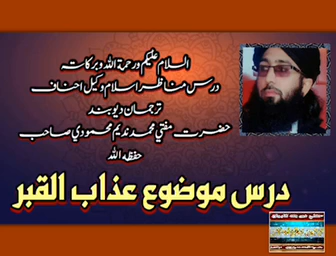 السلام علیکم ورحمۃ اللہ وبرکاتہ
درس مناظر اسلام وکیل احناف
ترجمان دیوبند
حضرت مفتی محمد ندیم محمودي صاحب
حفظہ اللہ
درس موضوع عذاب القبر